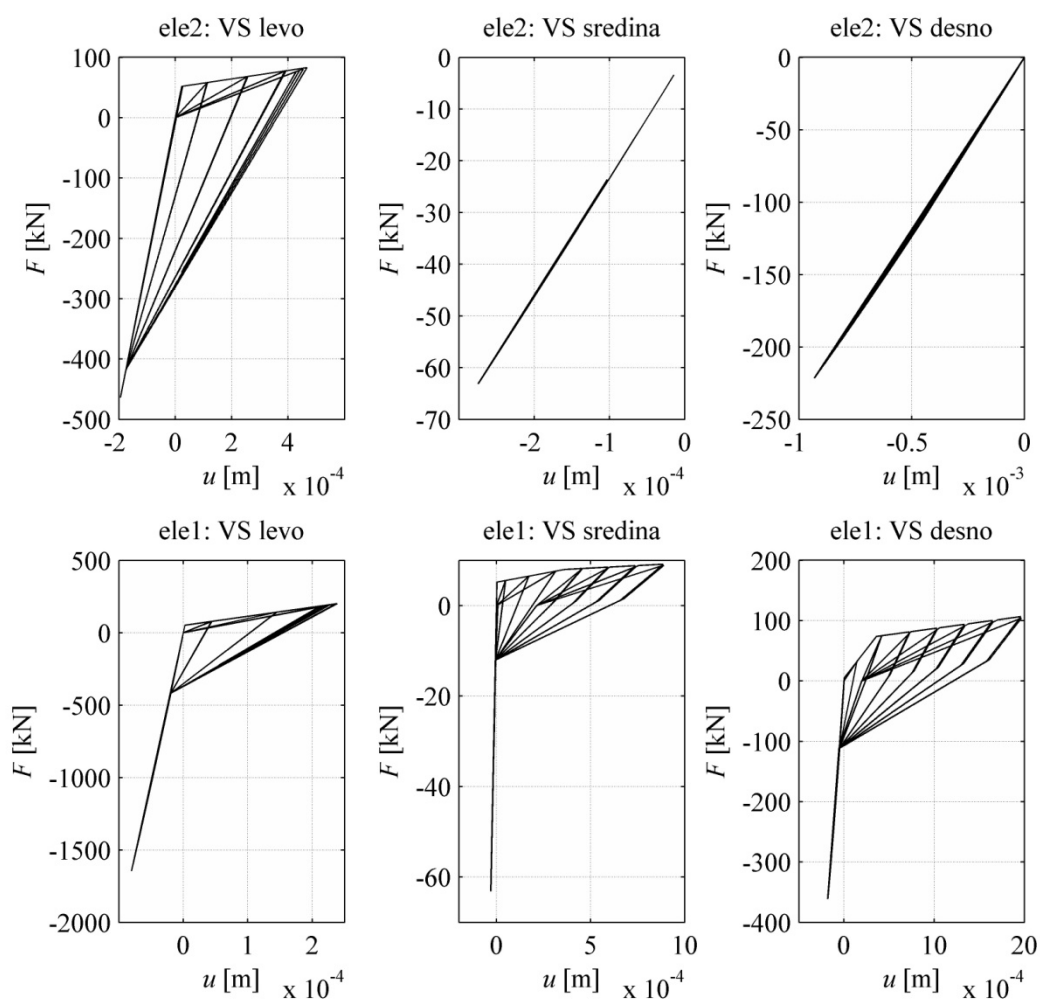 ele2: VS levo
ele2: VS sredina
ele2: VS desno
100
0
-100
-200
-300
-400
-500
F [kN]
-2 0 2 4
u [m] x 10⁻⁴
0
-10
-20
-30
-40
-50
-60
-70
F [kN]
-2 -1 0
u [m] x 10⁻⁴
0
-50
-100
-150
-200
-250
F [kN]
-1 -0.5 0
u [m] x 10⁻³
ele1: VS levo
ele1: VS sredina
ele1: VS desno
500
0
-500
-1000
-1500
-2000
F [kN]
0 1 2
u [m] x 10⁻⁴
0
-20
-40
-60
F [kN]
0 5 10
u [m] x 10⁻⁴
200
100
0
-100
-200
-300
-400
F [kN]
0 10 20
u [m] x 10⁻⁴